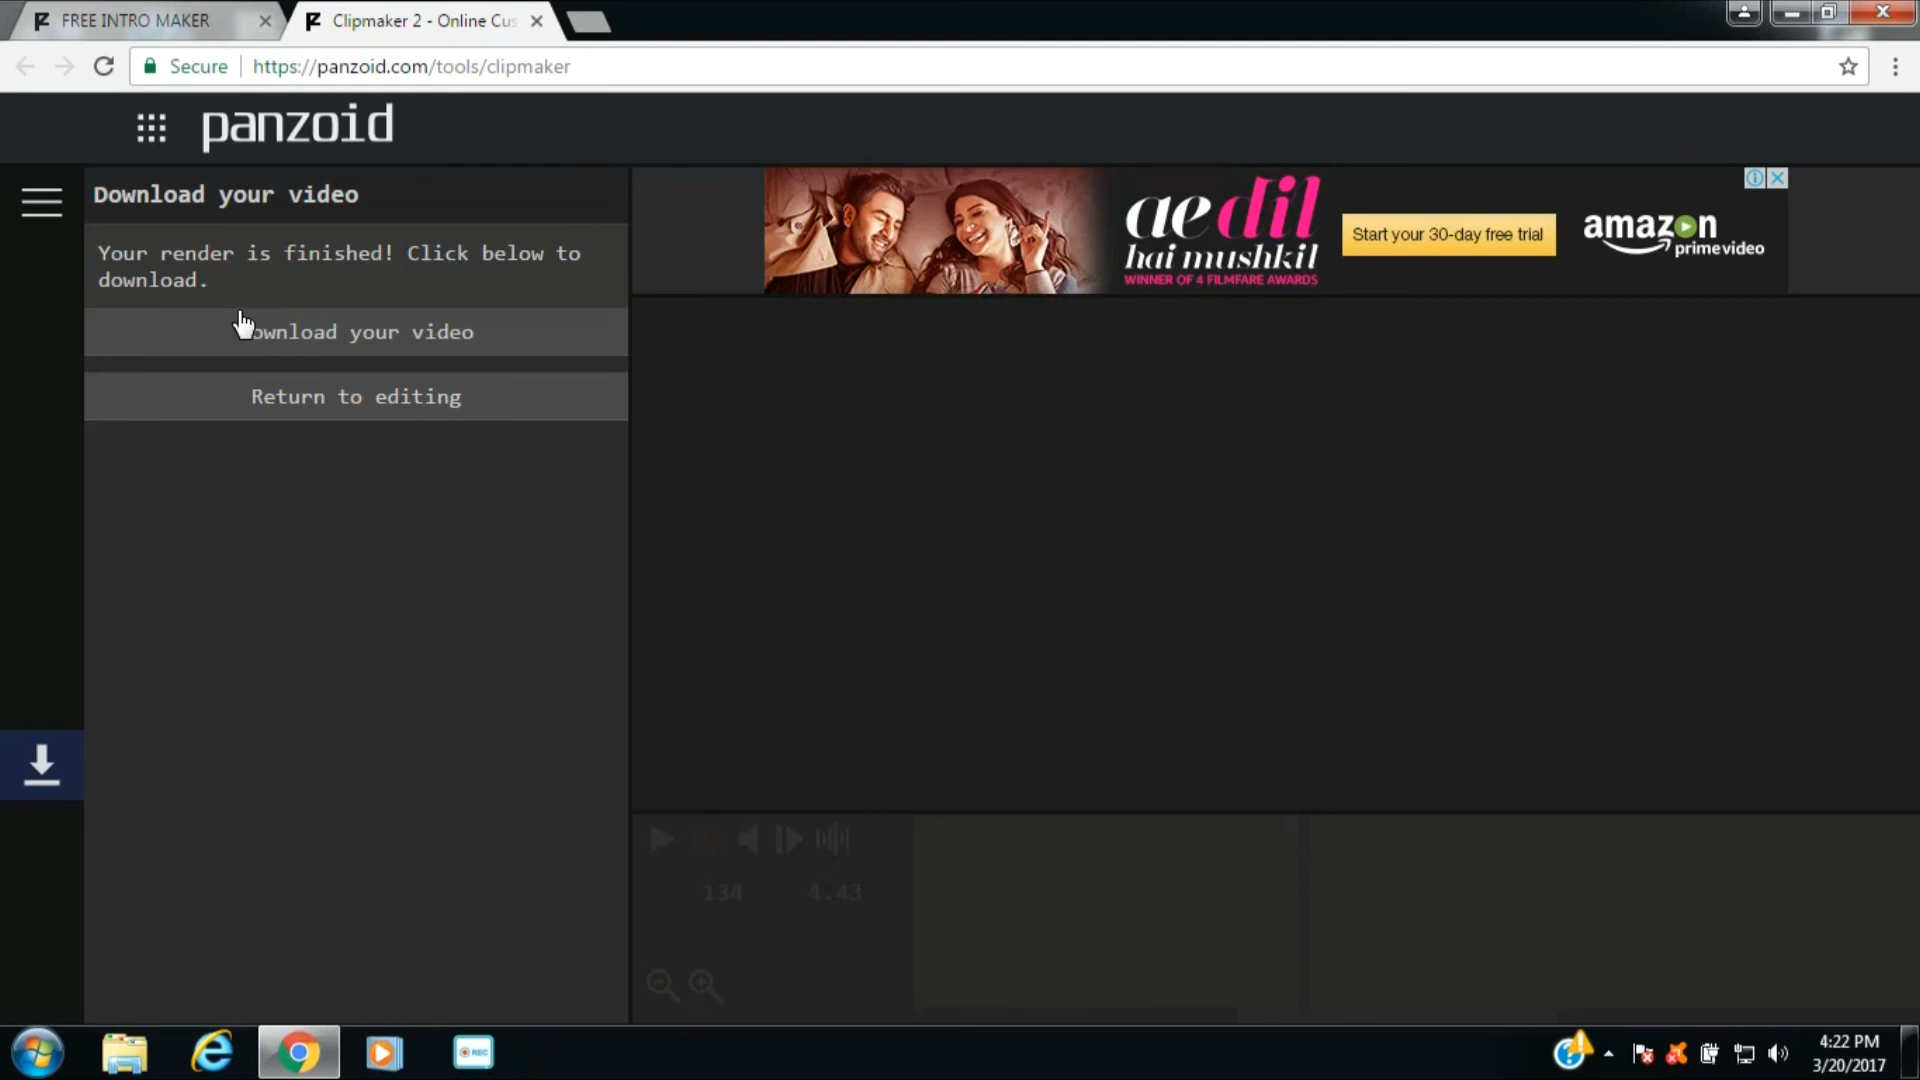 FREE INTRO MAKER
Clipmaker 2 - Online Cus
Secure
https://panzoid.com/tools/clipmaker
panzoid
Download your video
Your render is finished! Click below to
download.
ownload your video
Return to editing
ae dil
hai mushkil
WINNER OF 4 FILMFARE AWARDS
Start your 30-day free trial
amazon
prime video
134
4.43
REC
4:22 PM
3/20/2017